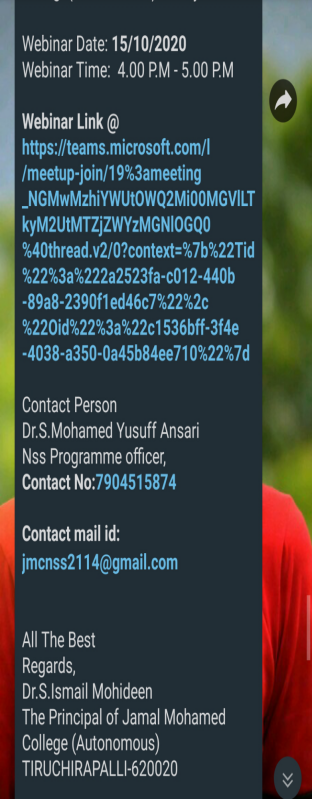 Webinar Date: 15/10/2020
Webinar Time:  4.00 P.M - 5.00 P.M
Webinar Link @
https://teams.microsoft.com/l
/meetup-join/19%3ameeting
_NGMwMzhiYWUtOWQ2Mi00MGVlLT
kyM2UtMTZjZWYzMGNlOGQ0
%40thread.v2/0?context=%7b%22Tid
%22%3a%222a2523fa-c012-440b
-89a8-2390f1ed46c7%22%2c
%22Oid%22%3a%22c1536bff-3f4e
-4038-a350-0a45b84ee710%22%7d
Contact Person
Dr.S.Mohamed Yusuff Ansari
Nss Programme officer,
Contact No:7904515874
Contact mail id:
jmcnss2114@gmail.com
All The Best
Regards,
Dr.S.Ismail Mohideen
The Principal of Jamal Mohamed
College (Autonomous)
TIRUCHIRAPALLI-620020